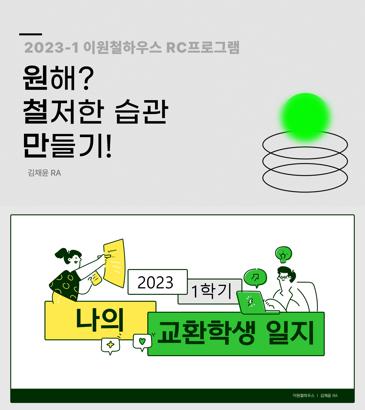 2023-1 이원철하우스 RC프로그램
원해?
철저한 습관
만들기!
김채윤 RA
2023
1학기
나의
교환학생 일지
이원철하우스 | 김채윤 RA